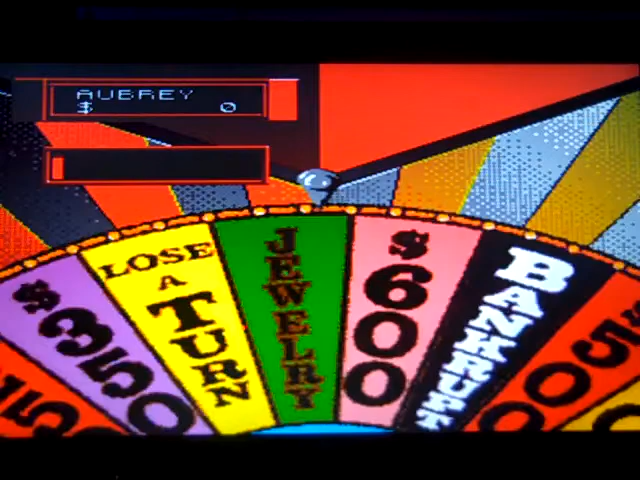 AUBREY
$ 0
$350
LOSE
A
TURN
JEWELRY
$600
BANKRUPT